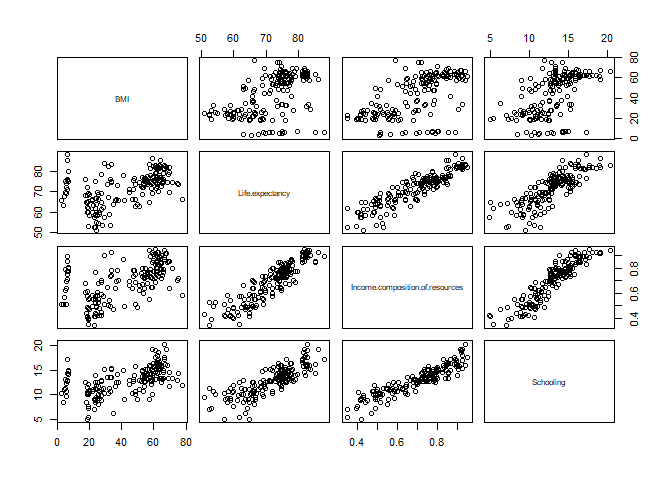 50 60 70 80
5 10 15 20
BMI
0 20 40 60 80
50 60 70 80
Life.expectancy
Income.composition.of.resources
0.4 0.6 0.8
5 10 15 20
Schooling
0 20 40 60 80
0.4 0.6 0.8